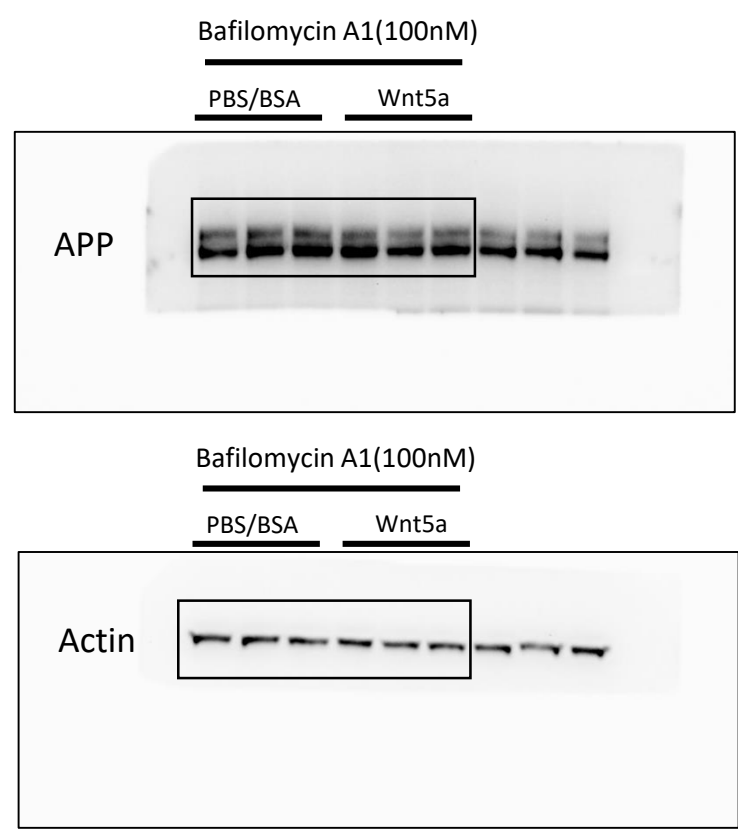 Bafilomycin A1(100nM)
PBS/BSA Wnt5a
APP
Bafilomycin A1(100nM)
PBS/BSA Wnt5a
Actin